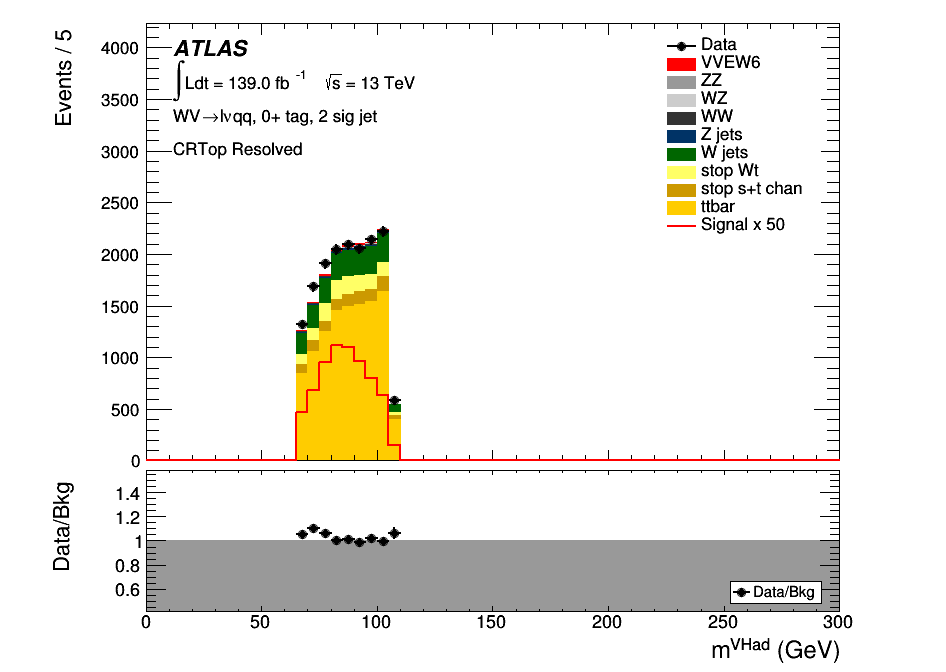 Events / 5
4000
3500
3000
2500
2000
1500
1000
500
0
ATLAS
∫Ldt = 139.0 fb⁻¹ √s = 13 TeV
WV→lνqq, 0+ tag, 2 sig jet
CRTop Resolved
Data
VVEW6
ZZ
WZ
WW
Z jets
W jets
stop Wt
stop s+t chan
ttbar
Signal x 50
Data/Bkg
1.4
1.2
1
0.8
0.6
Data/Bkg
0 50 100 150 200 250 300
m^VHad (GeV)